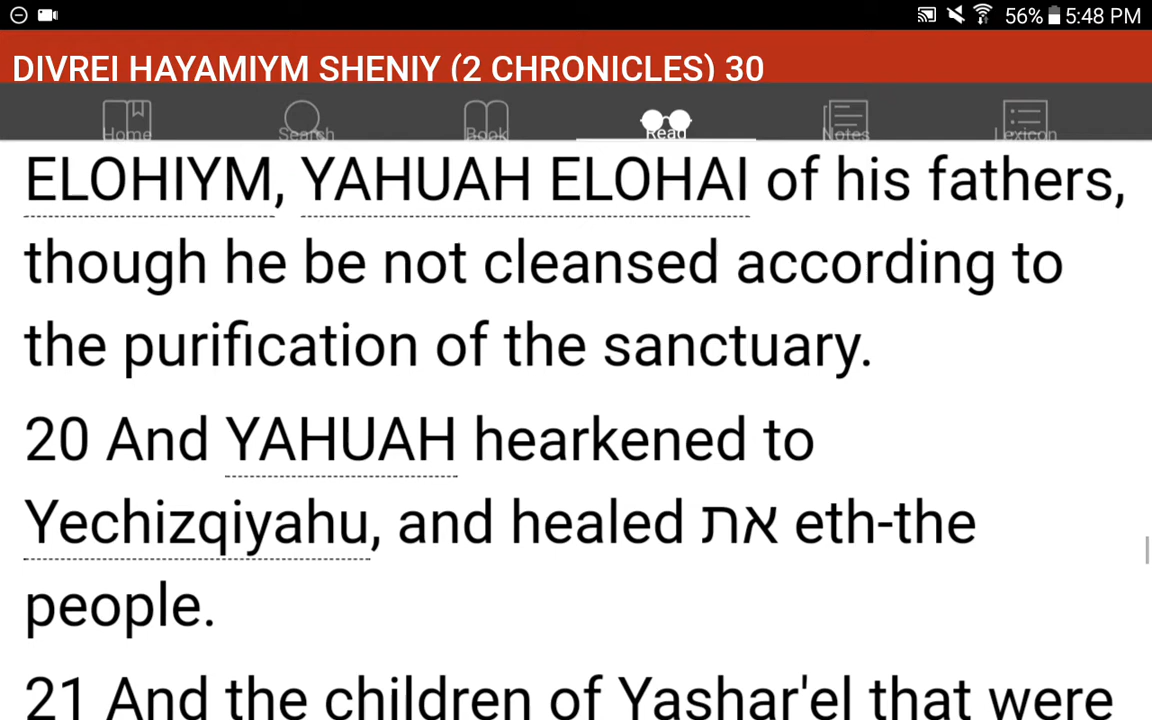 56% 5:48 PM
DIVREI HAYAMIYM SHENIY (2 CHRONICLES) 30
Home Search Book Read Notes Lexicon
ELOHIYM, YAHUAH ELOHAI of his fathers,
though he be not cleansed according to
the purification of the sanctuary.
20 And YAHUAH hearkened to
Yechizqiyahu, and healed את eth-the
people.
21 And the children of Yashar'el that were